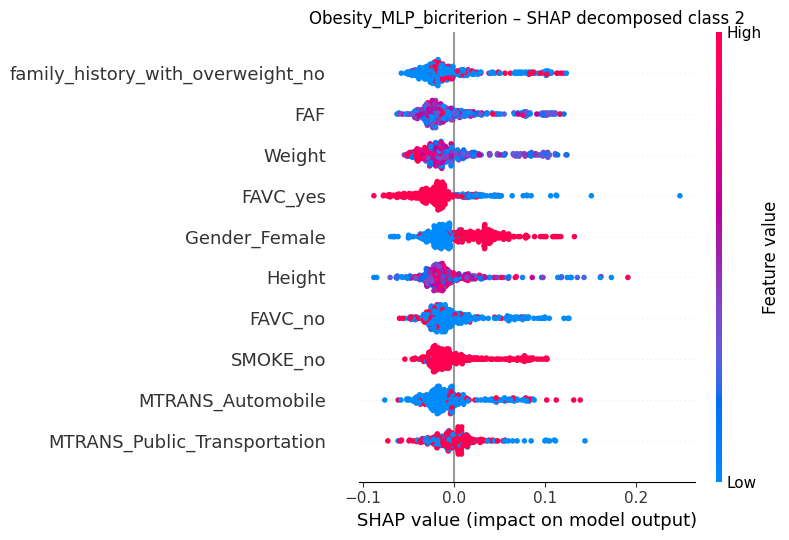 Obesity_MLP_bicriterion – SHAP decomposed class 2
High
family_history_with_overweight_no
FAF
Weight
FAVC_yes
Gender_Female
Height
FAVC_no
SMOKE_no
MTRANS_Automobile
MTRANS_Public_Transportation
Feature value
Low
−0.1 0.0 0.1 0.2
SHAP value (impact on model output)